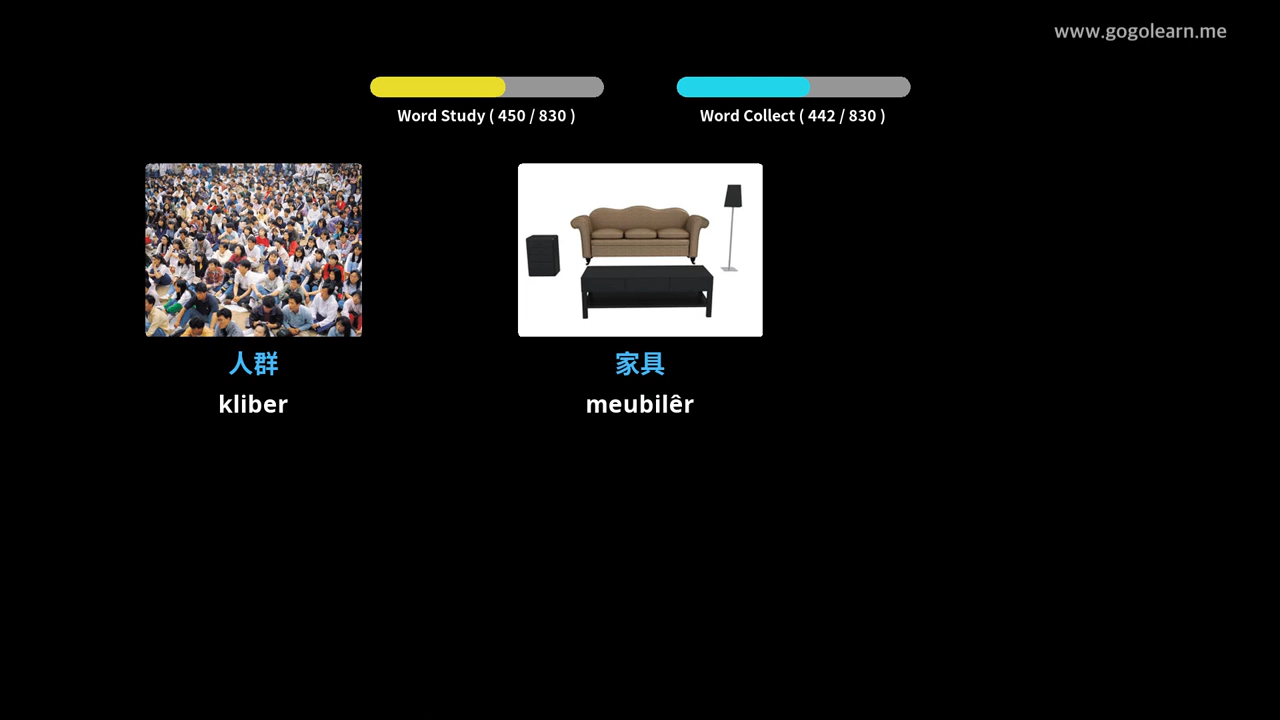 www.gogolearn.me
Word Study ( 450 / 830 )
Word Collect ( 442 / 830 )
人群
kliber
家具
meubilêr